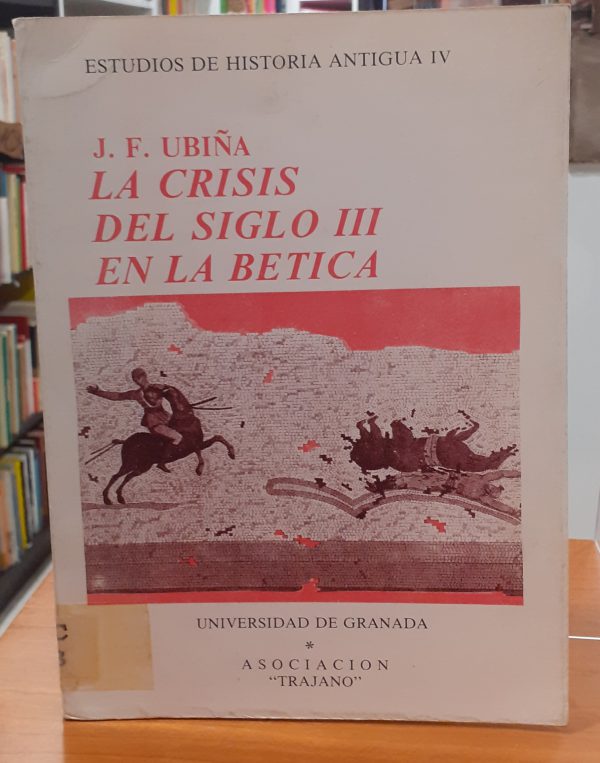 ESTUDIOS DE HISTORIA ANTIGUA IV
J. F. UBIÑA
LA CRISIS
DEL SIGLO III
EN LA BETICA
UNIVERSIDAD DE GRANADA
*
ASOCIACION
“TRAJANO”